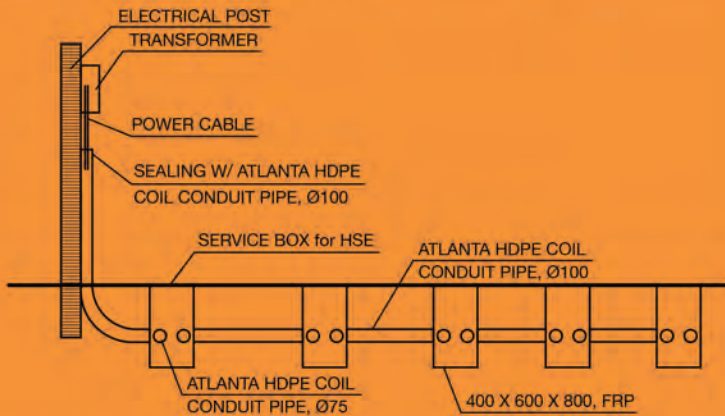 ELECTRICAL POST
TRANSFORMER
POWER CABLE
SEALING W/ ATLANTA HDPE
COIL CONDUIT PIPE, Ø100
SERVICE BOX for HSE
ATLANTA HDPE COIL
CONDUIT PIPE, Ø100
ATLANTA HDPE COIL
CONDUIT PIPE, Ø75
400 X 600 X 800, FRP